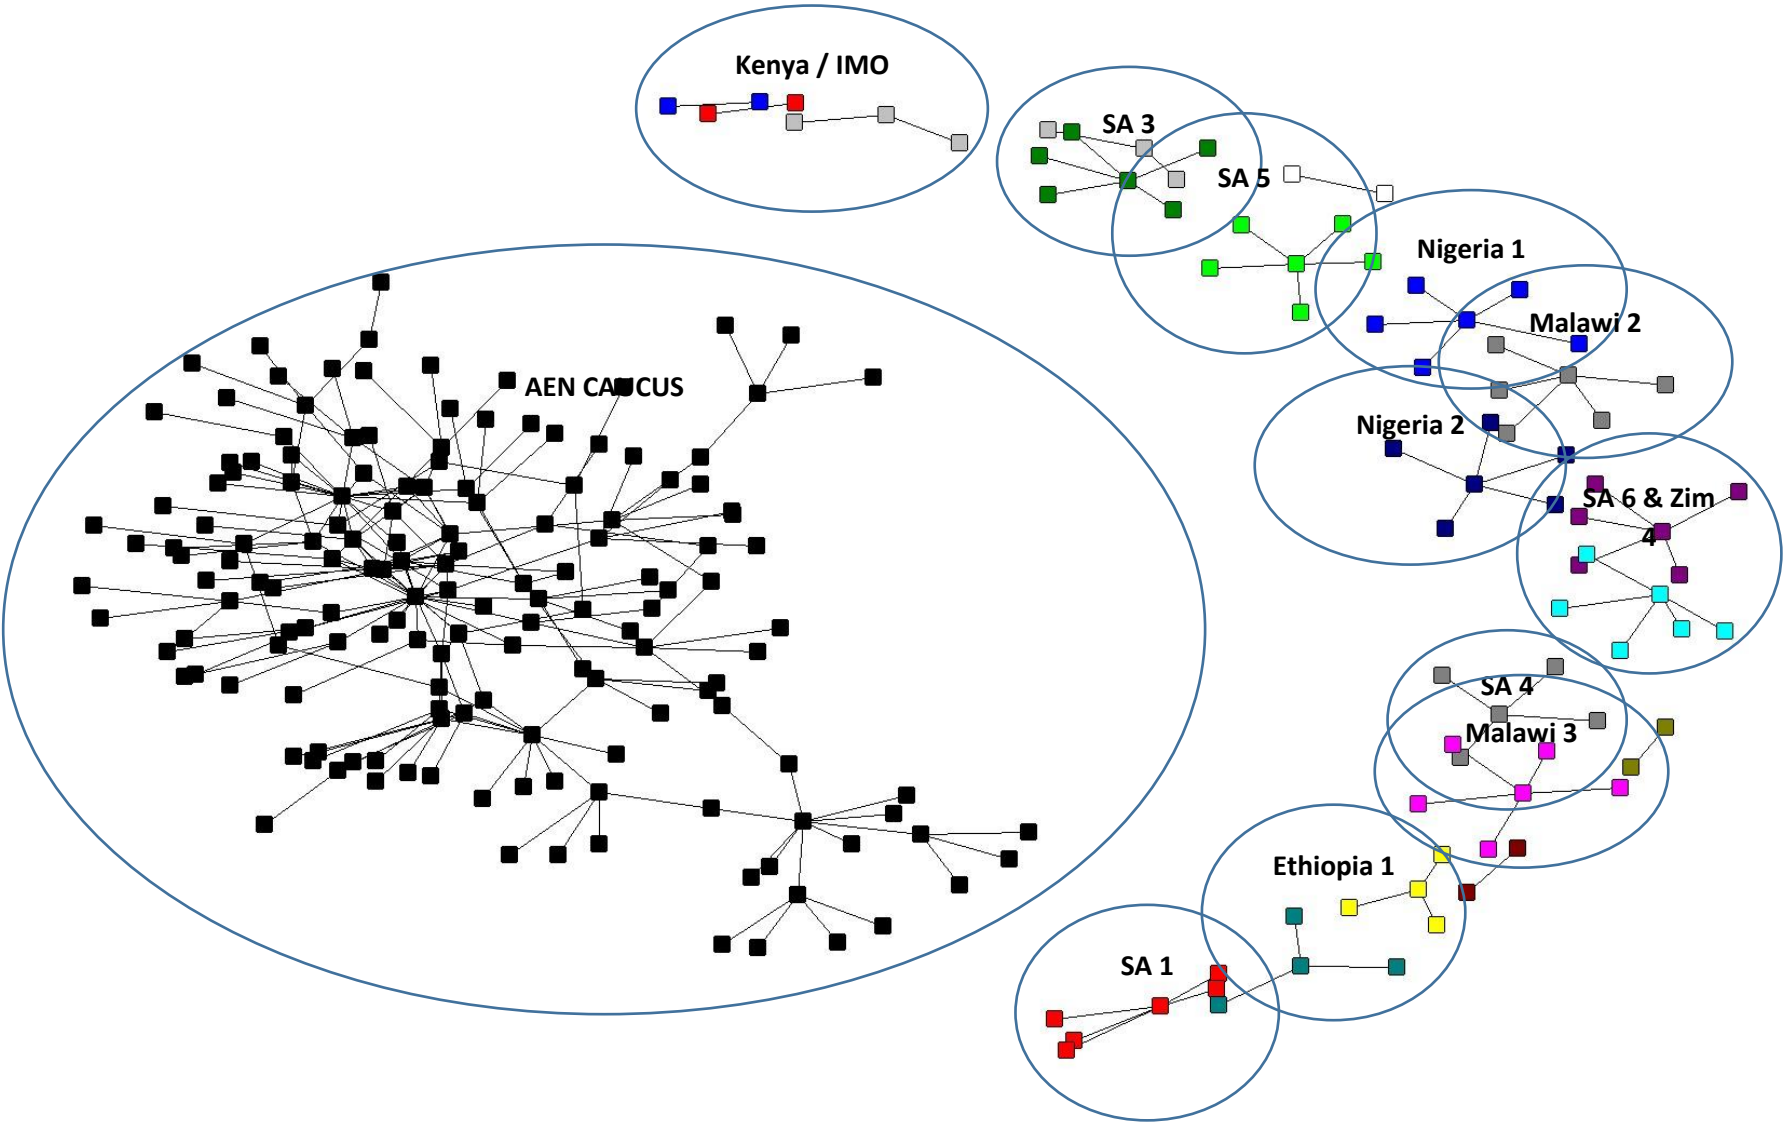 Kenya / IMO
SA 3
SA 5
Nigeria 1
Malawi 2
AEN CAUCUS
Nigeria 2
SA 6 & Zim
4
SA 4
Malawi 3
Ethiopia 1
SA 1